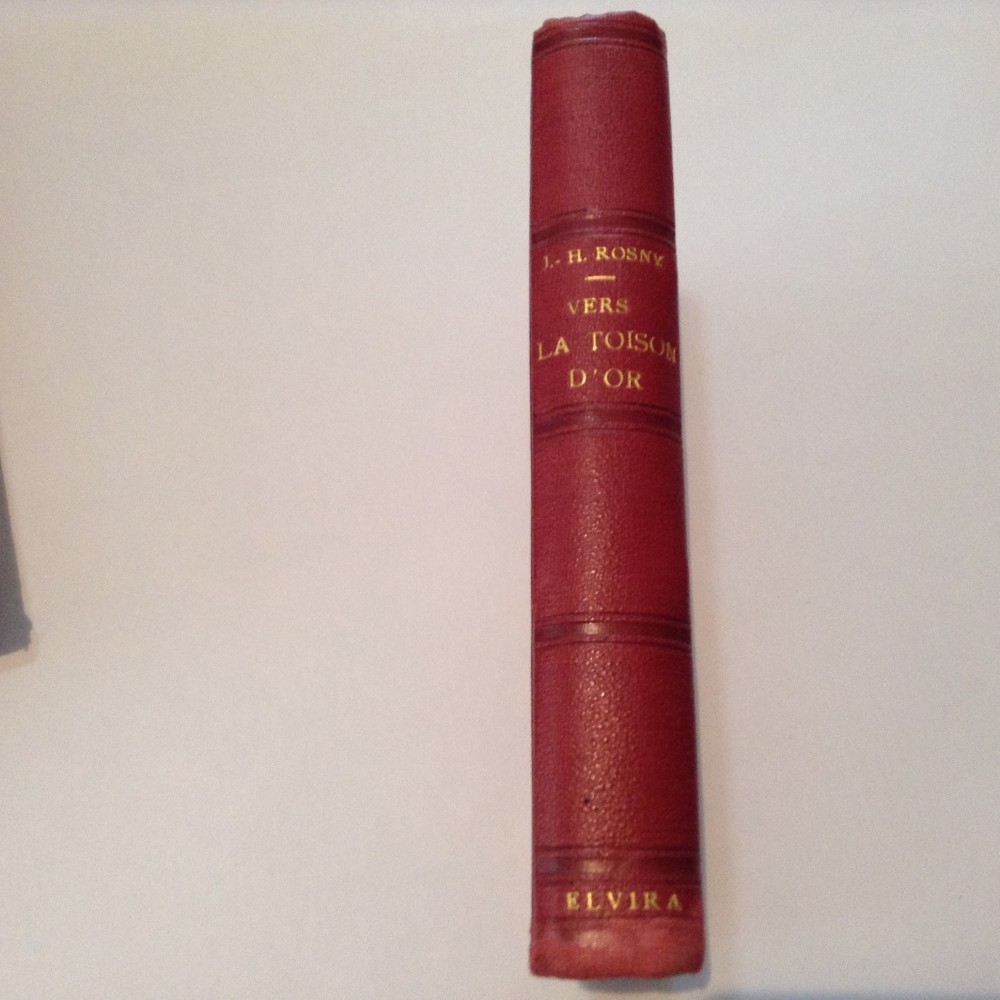 J.-H. ROSNY
VERS
LA TOISON
D'OR
ELVIRA